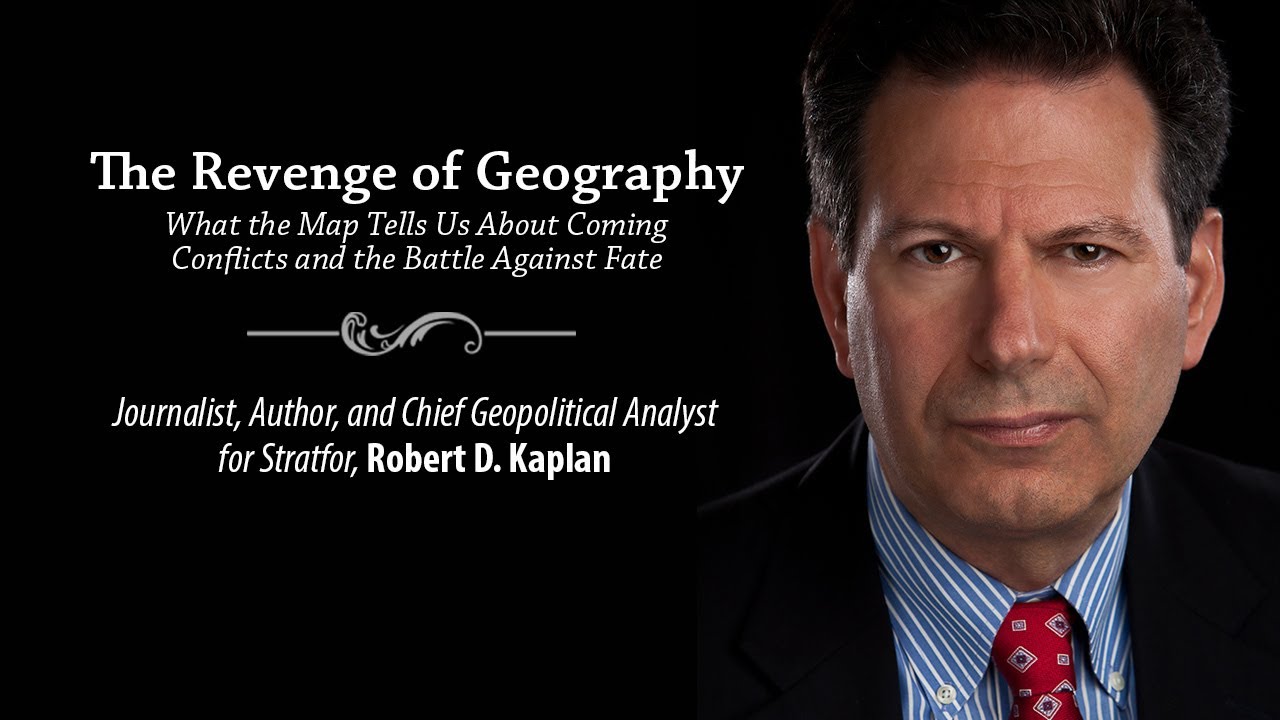 The Revenge of Geography
What the Map Tells Us About Coming
Conflicts and the Battle Against Fate
Journalist, Author, and Chief Geopolitical Analyst
for Stratfor, Robert D. Kaplan